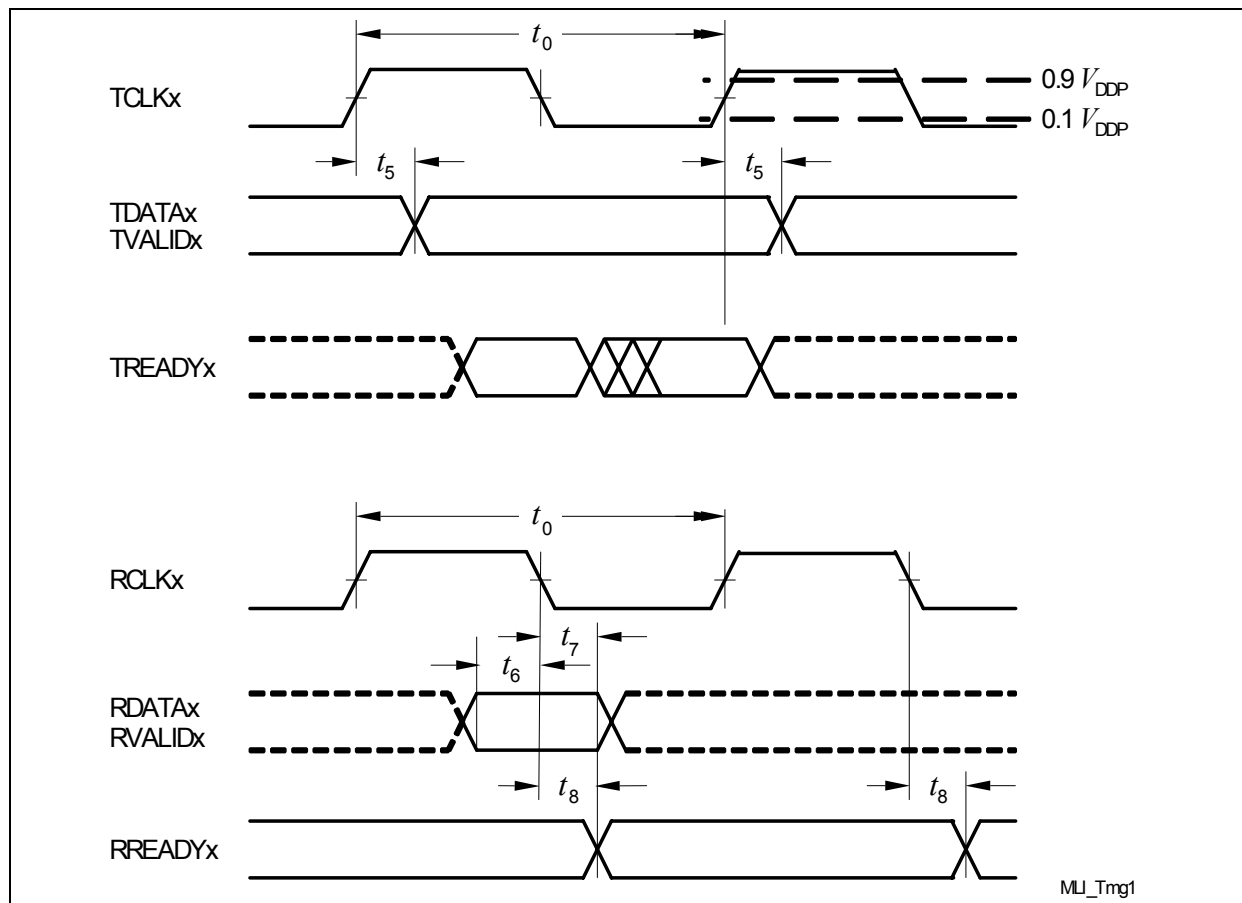 t0
TCLKx
0.9 VDDP
0.1 VDDP
t5
t5
TDATAx
TVALIDx
TREADYx
t0
RCLKx
t7
t6
RDATAx
RVALIDx
t8
t8
RREADYx
MLI_Tmg1